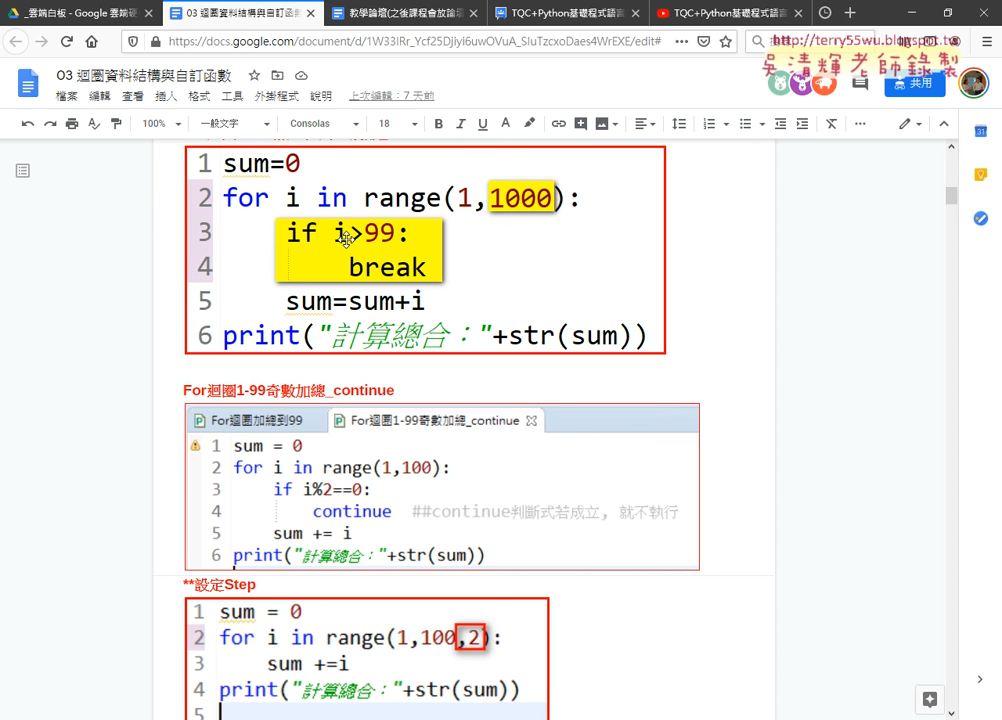 _雲端白板 - Google 雲端硬
03 迴圈資料結構與自訂函數
教學論壇(之後課程會放論壇
TQC+Python基礎程式語言
TQC+Python基礎程式語言
https://docs.google.com/document/d/1W33IRr_Ycf25Djiyi6uwOVuA_SIuTzcxoDaes4WrEXE/edit#
http://terry55wu.blogspot.tw
吳清輝老師錄製
03 迴圈資料結構與自訂函數
檔案 編輯 查看 插入 格式 工具 外掛程式 說明 上次編輯：7 天前
共用
100% 一般文字 Consolas 18 B I U A
1 sum=0
2 for i in range(1,1000):
3 if i>99:
4 break
5 sum=sum+i
6 print("計算總合："+str(sum))
For迴圈1-99奇數加總_continue
For迴圈加總到99 For迴圈1-99奇數加總_continue
1 sum = 0
2 for i in range(1,100):
3 if i%2==0:
4 continue ##continue判斷式若成立, 就不執行
5 sum += i
6 print("計算總合："+str(sum))
**設定Step
1 sum = 0
2 for i in range(1,100,2):
3 sum +=i
4 print("計算總合："+str(sum))
5